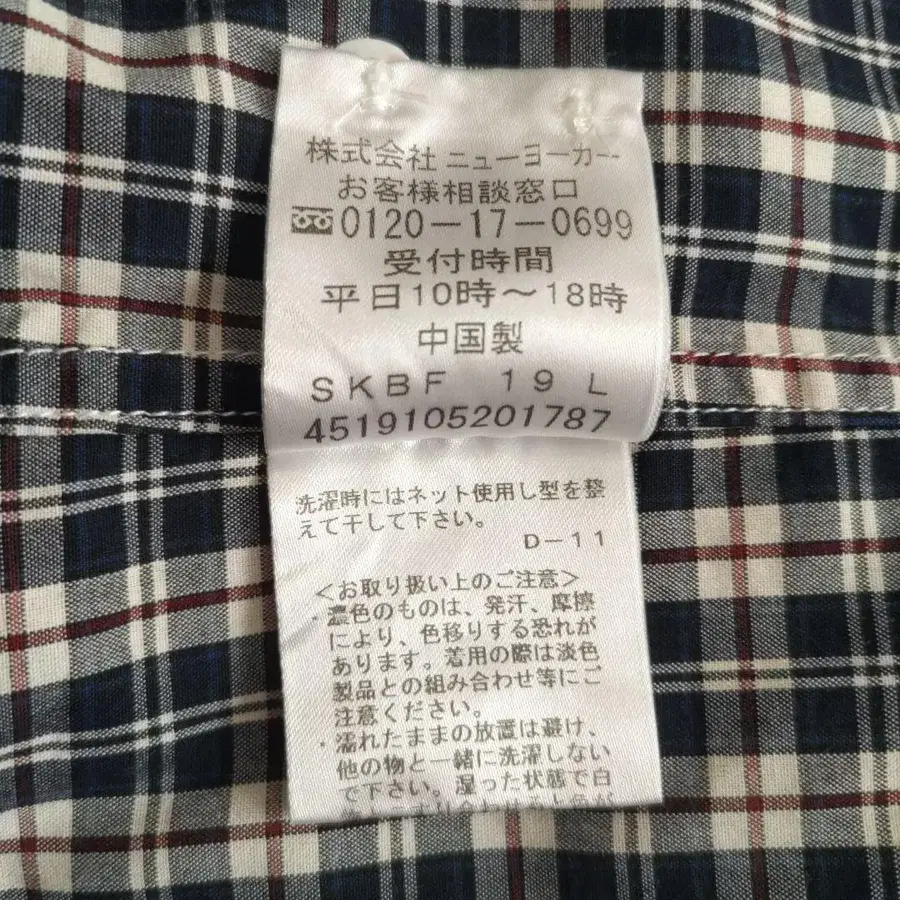 株式会社 ニューヨーカー
お客様相談窓口
0120-17-0699
受付時間
平日10時～18時
中国製
SKBF 19 L
4519105201787
洗濯時にはネット使用し型を整
えて干して下さい。
D-11
＜お取り扱い上のご注意＞
・濃色のものは、発汗、摩擦
により、色移りする恐れが
あります。着用の際は淡色
製品との組み合わせ等にご
注意ください。
・濡れたままの放置は避け、
他の物と一緒に洗濯しない
で下さい。湿った状態で白